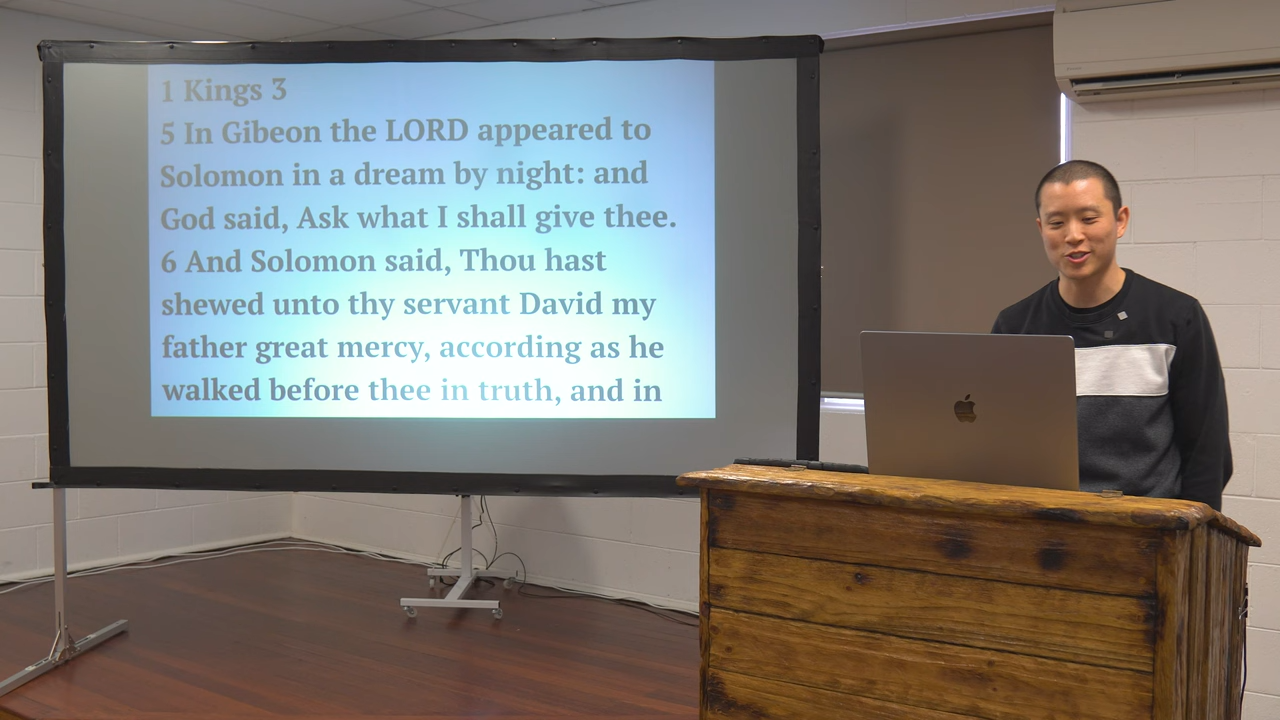 1 Kings 3
5 In Gibeon the LORD appeared to
Solomon in a dream by night: and
God said, Ask what I shall give thee.
6 And Solomon said, Thou hast
shewed unto thy servant David my
father great mercy, according as he
walked before thee in truth, and in